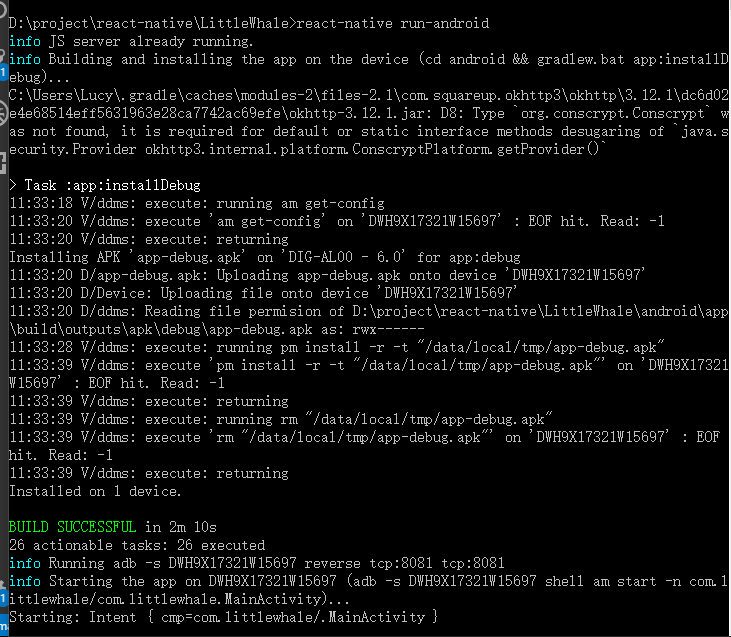 D:\project\react-native\LittleWhale>react-native run-android
info JS server already running.
info Building and installing the app on the device (cd android && gradlew.bat app:installD
ebug)...
C:\Users\Lucy\.gradle\caches\modules-2\files-2.1\com.squareup.okhttp3\okhttp\3.12.1\dc6d02
e4e68514eff5631963e28ca7742ac69efe\okhttp-3.12.1.jar: D8: Type `org.conscrypt.Conscrypt` w
as not found, it is required for default or static interface methods desugaring of `java.s
ecurity.Provider okhttp3.internal.platform.ConscryptPlatform.getProvider()`
> Task :app:installDebug
11:33:18 V/ddms: execute: running am get-config
11:33:20 V/ddms: execute 'am get-config' on 'DWH9X17321W15697' : EOF hit. Read: -1
11:33:20 V/ddms: execute: returning
Installing APK 'app-debug.apk' on 'DIG-AL00 - 6.0' for app:debug
11:33:20 D/app-debug.apk: Uploading app-debug.apk onto device 'DWH9X17321W15697'
11:33:20 D/Device: Uploading file onto device 'DWH9X17321W15697'
11:33:20 D/ddms: Reading file permision of D:\project\react-native\LittleWhale\android\app
\build\outputs\apk\debug\app-debug.apk as: rwx------
11:33:28 V/ddms: execute: running pm install -r -t "/data/local/tmp/app-debug.apk"
11:33:39 V/ddms: execute 'pm install -r -t "/data/local/tmp/app-debug.apk"' on 'DWH9X17321
W15697' : EOF hit. Read: -1
11:33:39 V/ddms: execute: returning
11:33:39 V/ddms: execute: running rm "/data/local/tmp/app-debug.apk"
11:33:39 V/ddms: execute 'rm "/data/local/tmp/app-debug.apk"' on 'DWH9X17321W15697' : EOF
hit. Read: -1
11:33:39 V/ddms: execute: returning
Installed on 1 device.
BUILD SUCCESSFUL in 2m 10s
26 actionable tasks: 26 executed
info Running adb -s DWH9X17321W15697 reverse tcp:8081 tcp:8081
info Starting the app on DWH9X17321W15697 (adb -s DWH9X17321W15697 shell am start -n com.l
ittlewhale/com.littlewhale.MainActivity)...
Starting: Intent { cmp=com.littlewhale/.MainActivity }